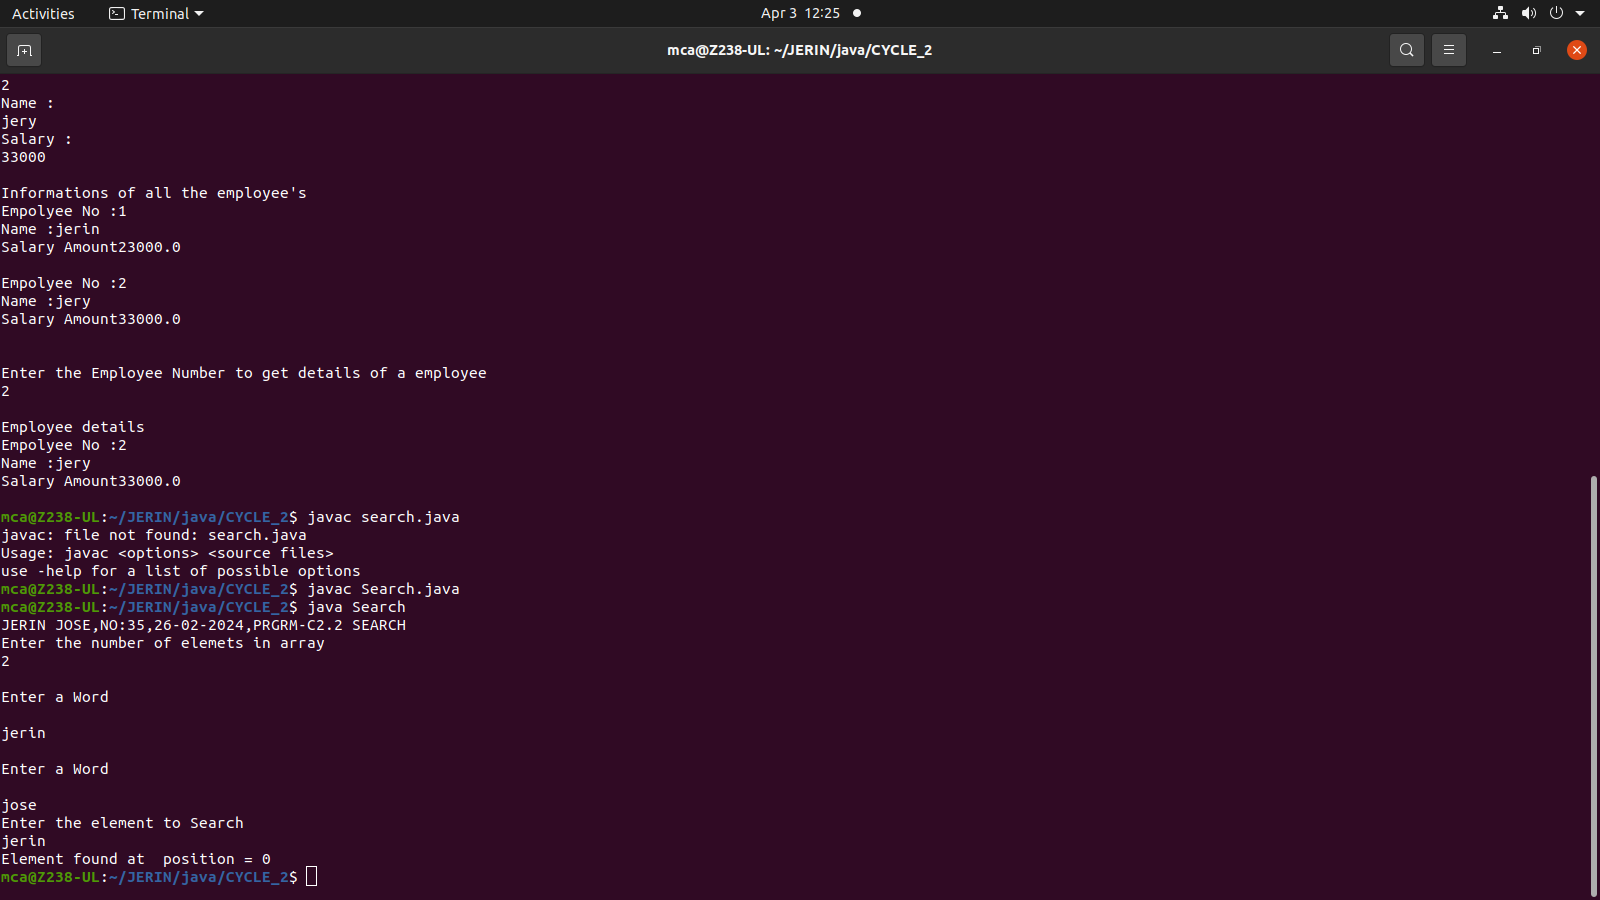 Activities
Terminal
Apr 3 12:25
mca@Z238-UL: ~/JERIN/java/CYCLE_2
2
Name :
jery
Salary :
33000
Informations of all the employee's
Empolyee No :1
Name :jerin
Salary Amount23000.0
Empolyee No :2
Name :jery
Salary Amount33000.0
Enter the Employee Number to get details of a employee
2
Employee details
Empolyee No :2
Name :jery
Salary Amount33000.0
mca@Z238-UL:~/JERIN/java/CYCLE_2$ javac search.java
javac: file not found: search.java
Usage: javac <options> <source files>
use -help for a list of possible options
mca@Z238-UL:~/JERIN/java/CYCLE_2$ javac Search.java
mca@Z238-UL:~/JERIN/java/CYCLE_2$ java Search
JERIN JOSE,NO:35,26-02-2024,PRGRM-C2.2 SEARCH
Enter the number of elemets in array
2
Enter a Word
jerin
Enter a Word
jose
Enter the element to Search
jerin
Element found at  position = 0
mca@Z238-UL:~/JERIN/java/CYCLE_2$